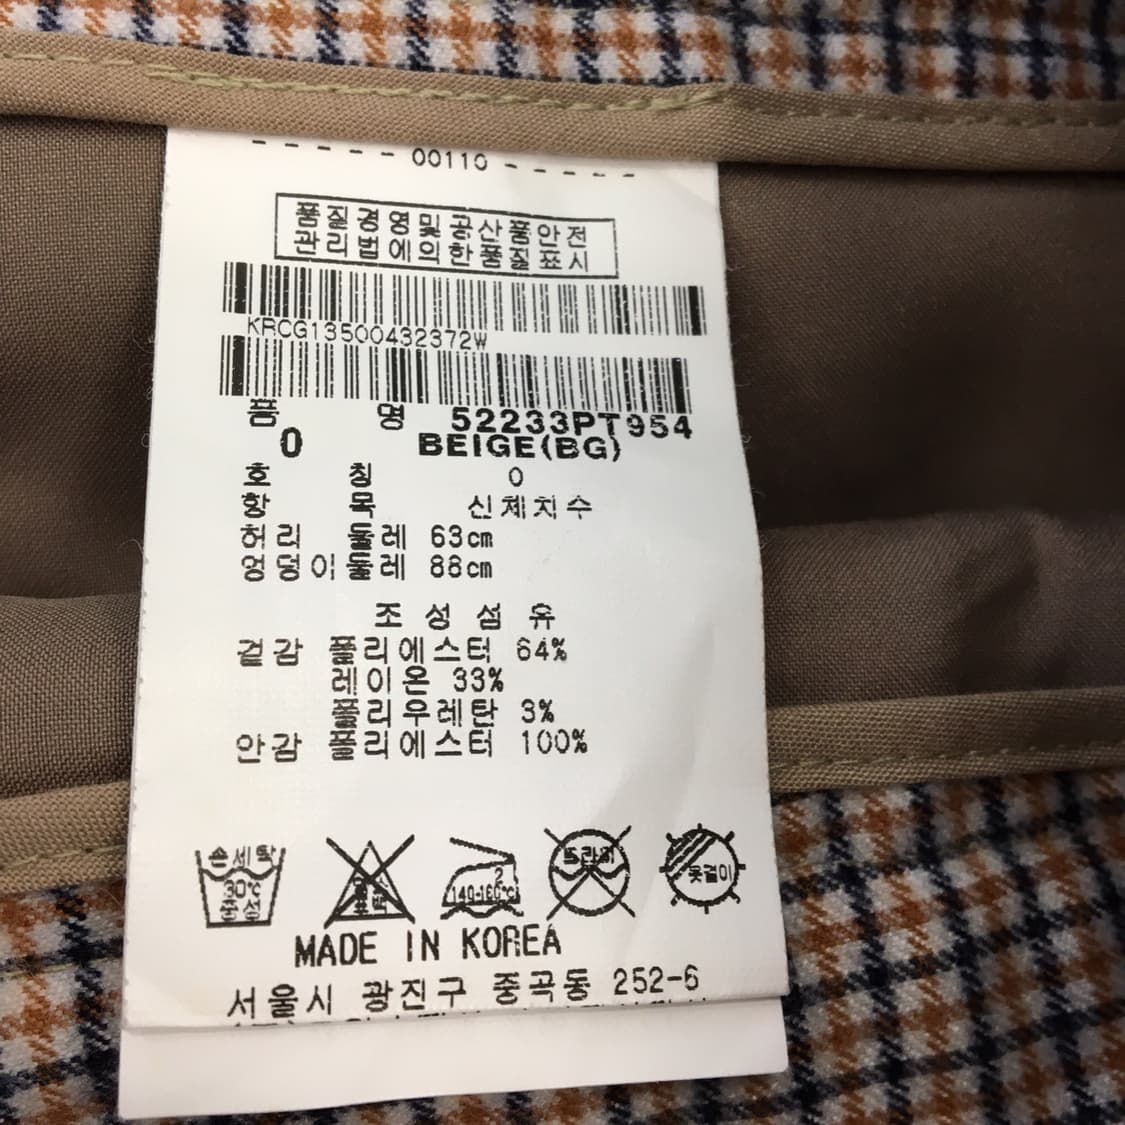 - - - - - 00110 - - - - -
품질경영및공산품안전
관리법에의한품질표시
KRCG13500432372W
품 명 52233PT954
0 BEIGE(BG)
호 칭 0
항 목 신체치수
허리 둘레 63cm
엉덩이둘레 88cm
조 성 섬 유
겉감 폴리에스터 64%
레이온 33%
폴리우레탄 3%
안감 폴리에스터 100%
손세탁
30℃
중성
염소
표백
2
140-160℃
드라이
옷걸이
MADE IN KOREA
서울시 광진구 중곡동 252-6